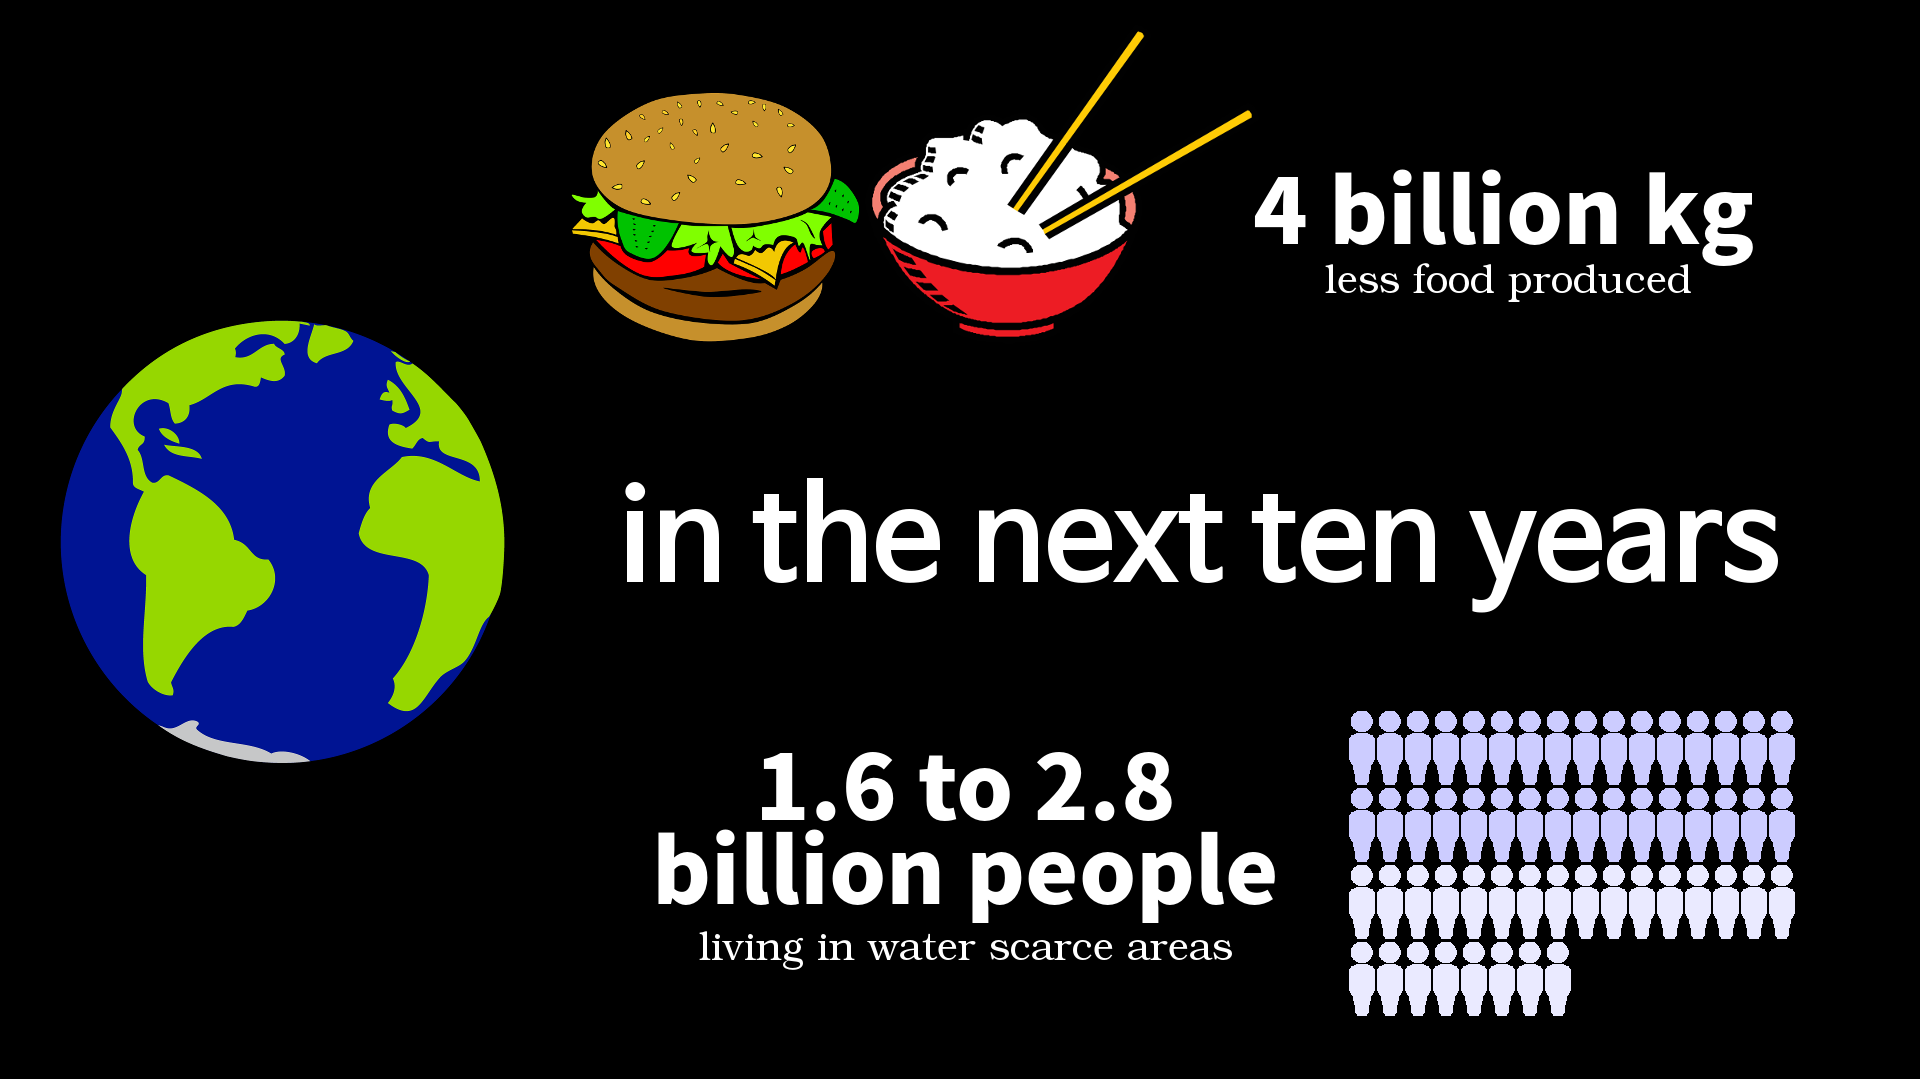 4 billion kg
less food produced
in the next ten years
1.6 to 2.8
billion people
living in water scarce areas